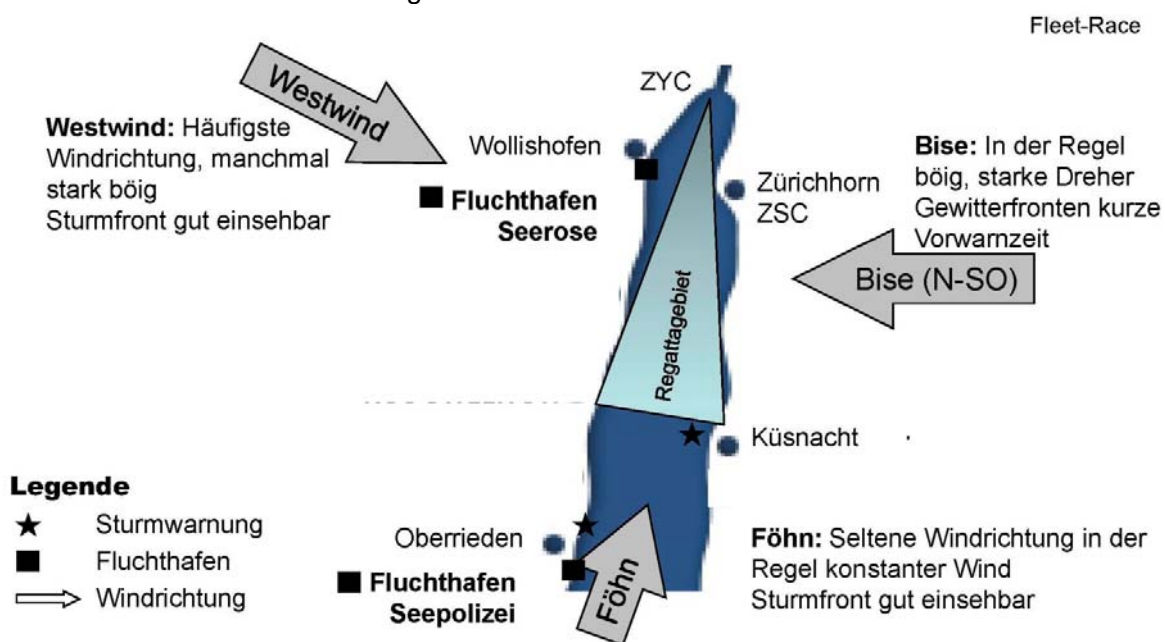 Fleet-Race
ZYC
Westwind
Westwind: Häufigste
Windrichtung, manchmal
stark böig
Sturmfront gut einsehbar
Wollishofen
Fluchthafen
Seerose
Zürichhorn
ZSC
Bise: In der Regel
böig, starke Dreher
Gewitterfronten kurze
Vorwarnzeit
Bise (N-SO)
Regattagebiet
Küsnacht
Legende
Sturmwarnung
Fluchthafen
Windrichtung
Oberrieden
Fluchthafen
Seepolizei
Föhn
Föhn: Seltene Windrichtung in der
Regel konstanter Wind
Sturmfront gut einsehbar